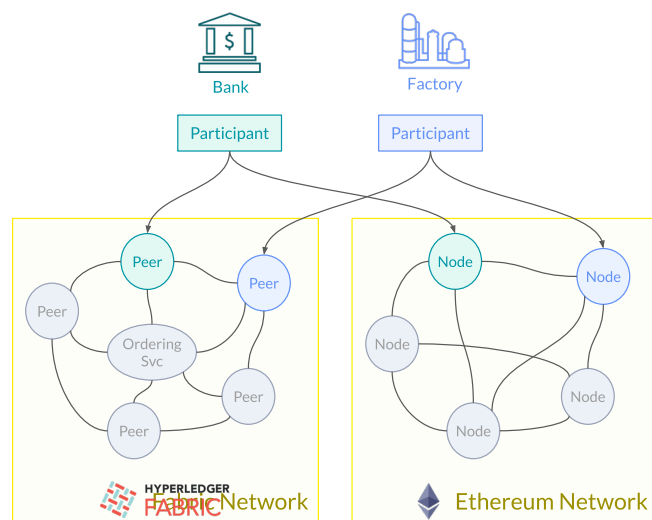 Bank
Factory
Participant
Participant
Peer
Peer
Peer
Ordering
Svc
Peer
Peer
Node
Node
Node
Node
Node
HYPERLEDGER
FABRIC
Fabric Network
Ethereum Network